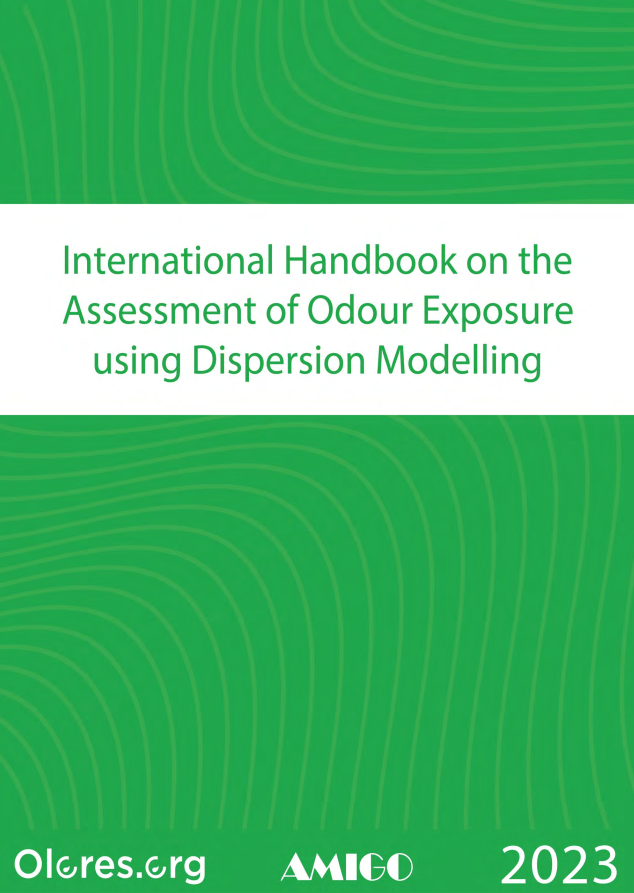 International Handbook on the
Assessment of Odour Exposure
using Dispersion Modelling
Olores.org
AMIGO
2023